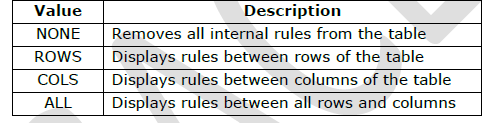 Value Description
NONE Removes all internal rules from the table
ROWS Displays rules between rows of the table
COLS Displays rules between columns of the table
ALL Displays rules between all rows and columns